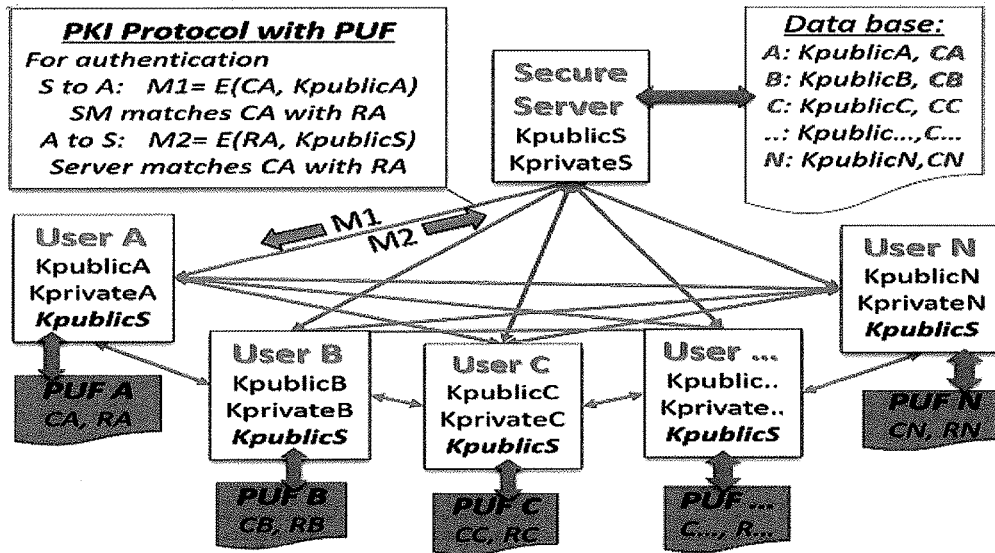 PKI Protocol with PUF
For authentication
S to A: M1= E(CA, KpublicA)
SM matches CA with RA
A to S: M2= E(RA, KpublicS)
Server matches CA with RA
Secure
Server
KpublicS
KprivateS
Data base:
A: KpublicA, CA
B: KpublicB, CB
C: KpublicC, CC
..: Kpublic...,C...
N: KpublicN,CN
M1
M2
User A
KpublicA
KprivateA
KpublicS
PUF A
CA, RA
User B
KpublicB
KprivateB
KpublicS
PUF B
CB, RB
User C
KpublicC
KprivateC
KpublicS
PUF C
CC, RC
User ...
Kpublic..
Kprivate..
KpublicS
PUF ...
C..., R...
User N
KpublicN
KprivateN
KpublicS
PUF N
CN, RN